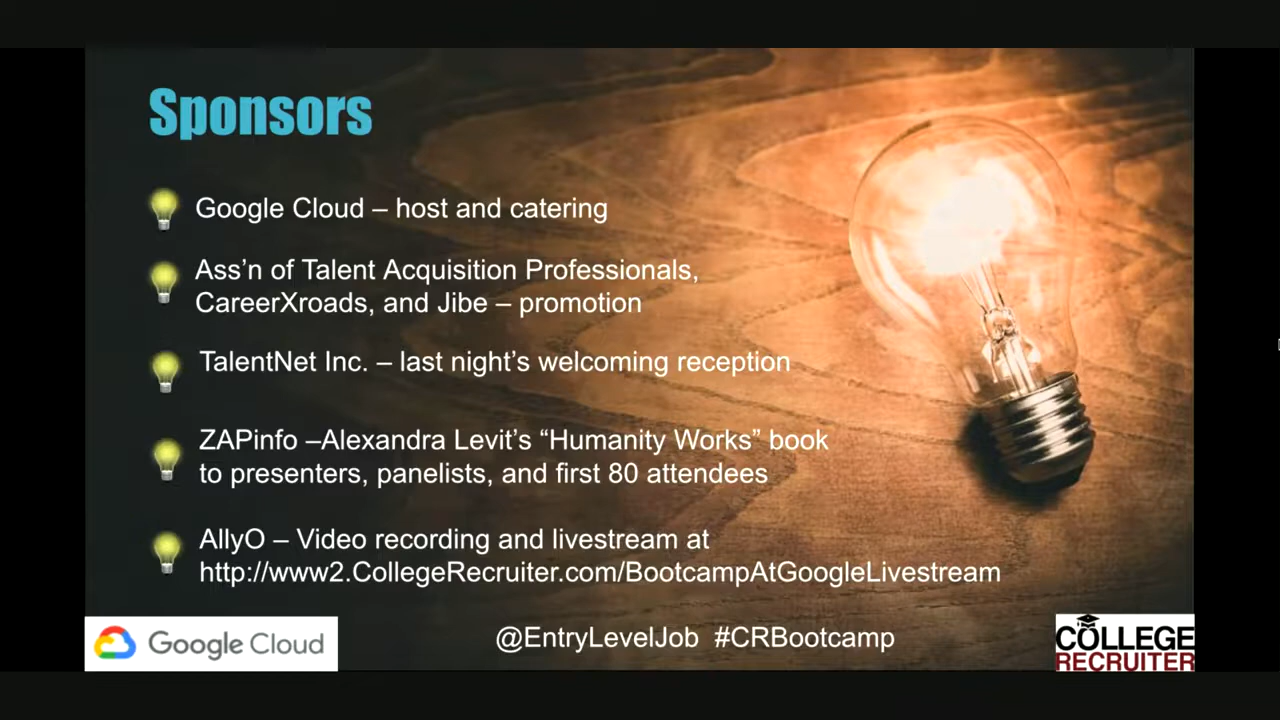 Sponsors
Google Cloud – host and catering
Ass’n of Talent Acquisition Professionals,
CareerXroads, and Jibe – promotion
TalentNet Inc. – last night’s welcoming reception
ZAPinfo –Alexandra Levit’s “Humanity Works” book
to presenters, panelists, and first 80 attendees
AllyO – Video recording and livestream at
http://www2.CollegeRecruiter.com/BootcampAtGoogleLivestream
Google Cloud
@EntryLevelJob #CRBootcamp
COLLEGE
RECRUITER